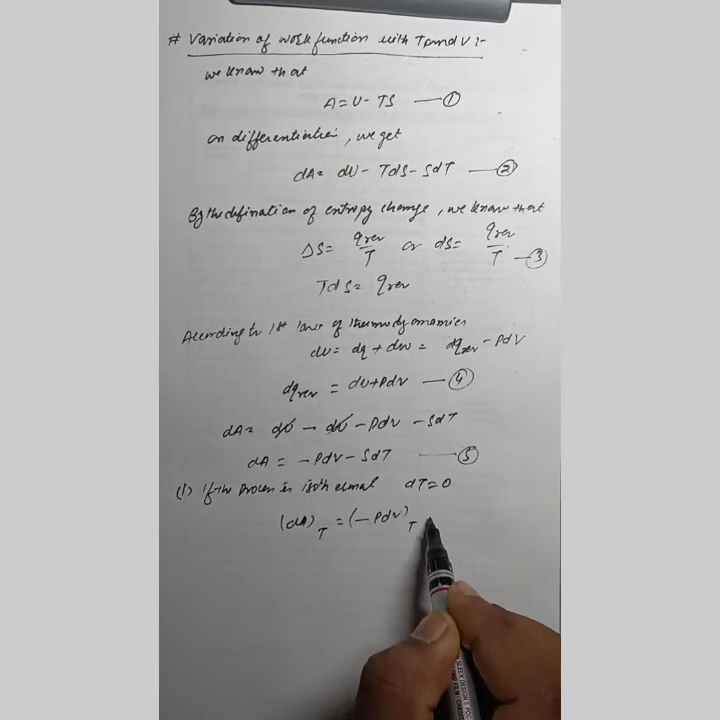 # Variation of work function with T and V :-
we know that
A = U - TS —①
on differentiation, we get
dA = dU - TdS - SdT —②
By the defination of entropy change, we know that
ΔS = qrev/T or dS = qrev/T —③
TdS = qrev
According to 1st law of thermodynamics
dU = dq + dw = dqrev - PdV
dqrev = dU + PdV —④
dA = dU - dU - PdV - SdT
dA = -PdV - SdT —⑤
(1) If the process is isothermal dT = 0
(dA)T = (-PdV)T